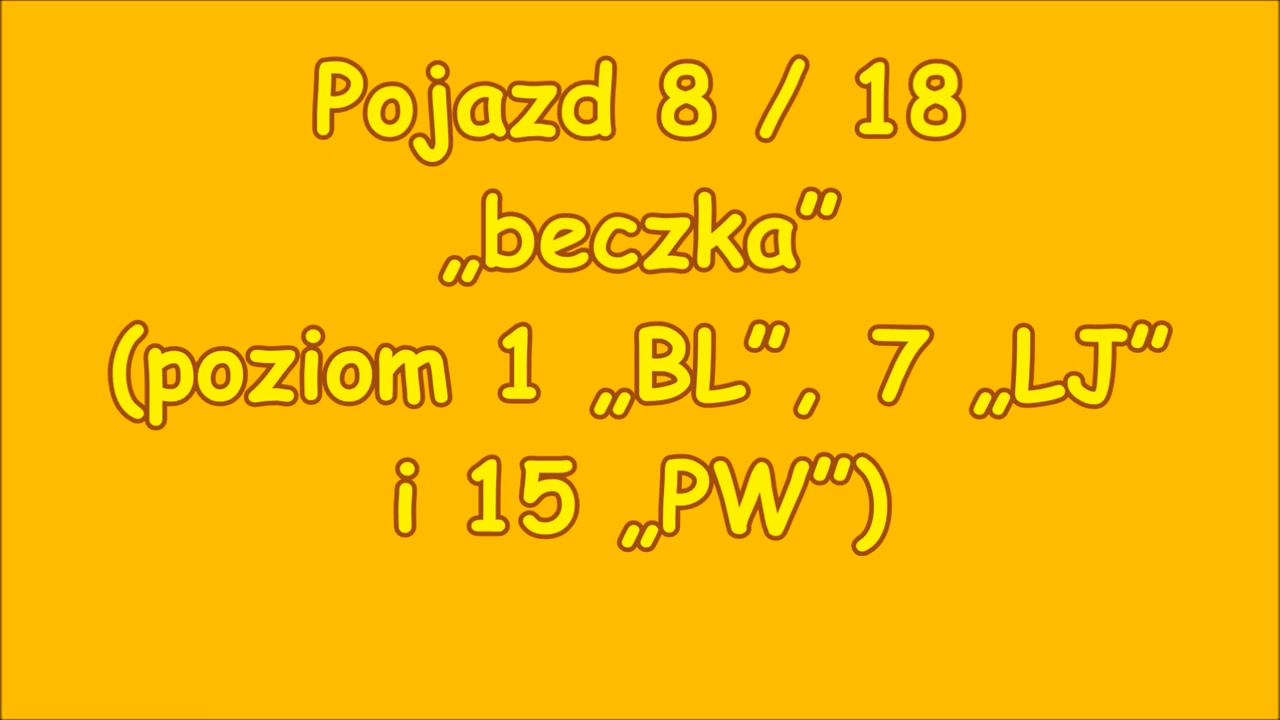 Pojazd 8 / 18
„beczka”
(poziom 1 „BL”, 7 „LJ”
i 15 „PW”)